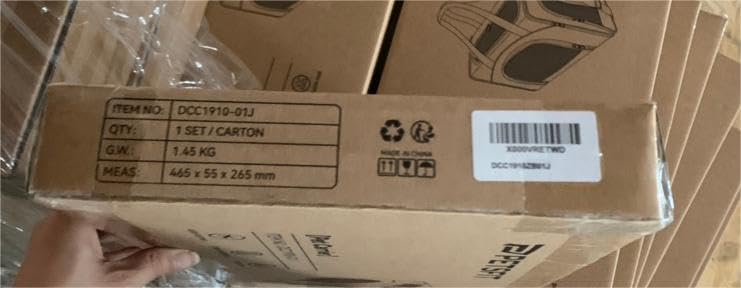 ITEM NO: DCC1910-01J
QTY: 1 SET / CARTON
G.W.: 1.45 KG
MEAS: 465 x 55 x 265 mm
MADE IN CHINA
X000VRETWD